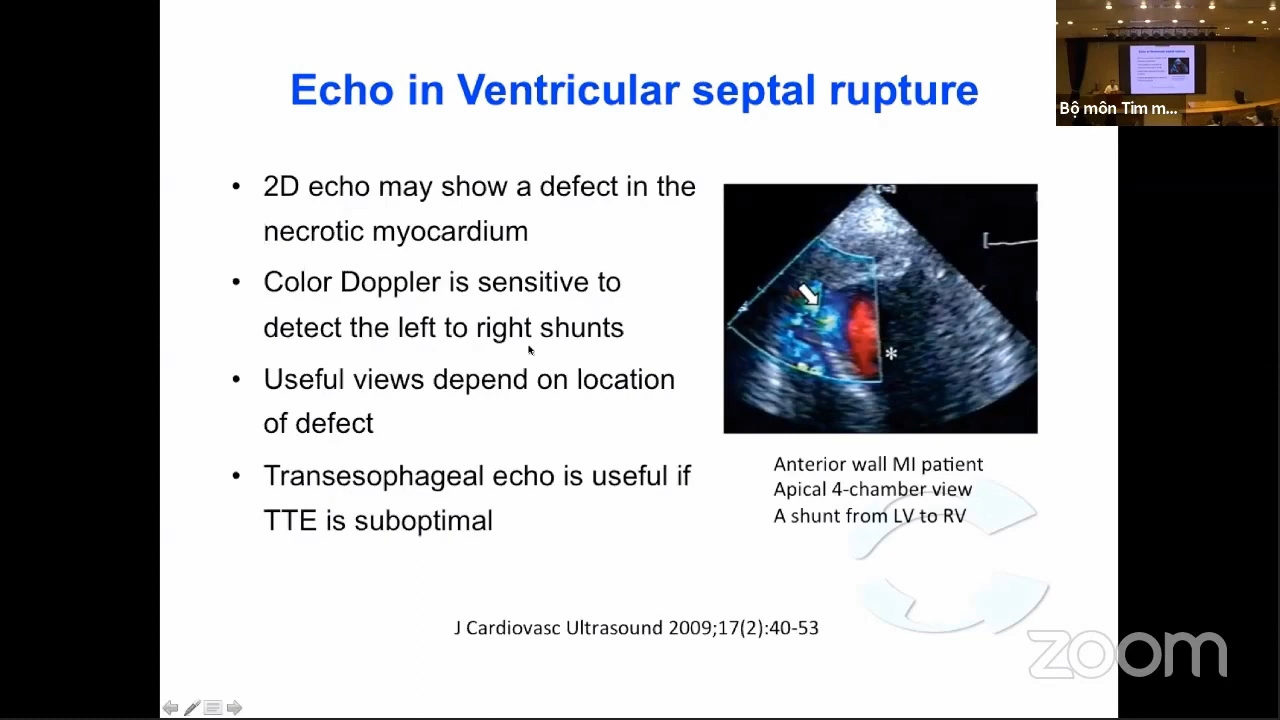 Echo in Ventricular septal rupture
Bộ môn Tim m...
• 2D echo may show a defect in the
necrotic myocardium
• Color Doppler is sensitive to
detect the left to right shunts
• Useful views depend on location
of defect
• Transesophageal echo is useful if
TTE is suboptimal
*
Anterior wall MI patient
Apical 4-chamber view
A shunt from LV to RV
J Cardiovasc Ultrasound 2009;17(2):40-53
zoom